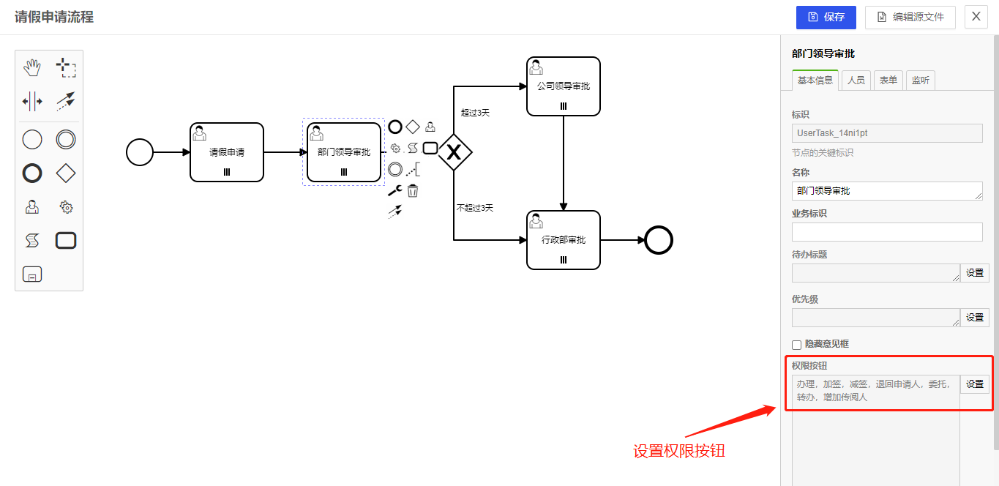 请假申请流程
保存
编辑源文件
X
部门领导审批
基本信息
人员
表单
监听
标识
UserTask_14ni1pt
节点的关键标识
名称
部门领导审批
业务标识
待办标题
设置
优先级
设置
隐藏意见框
权限按钮
办理，加签，减签，退回申请人，委托，
转办，增加传阅人
设置
请假申请
部门领导审批
超过3天
不超过3天
公司领导审批
行政部审批
设置权限按钮